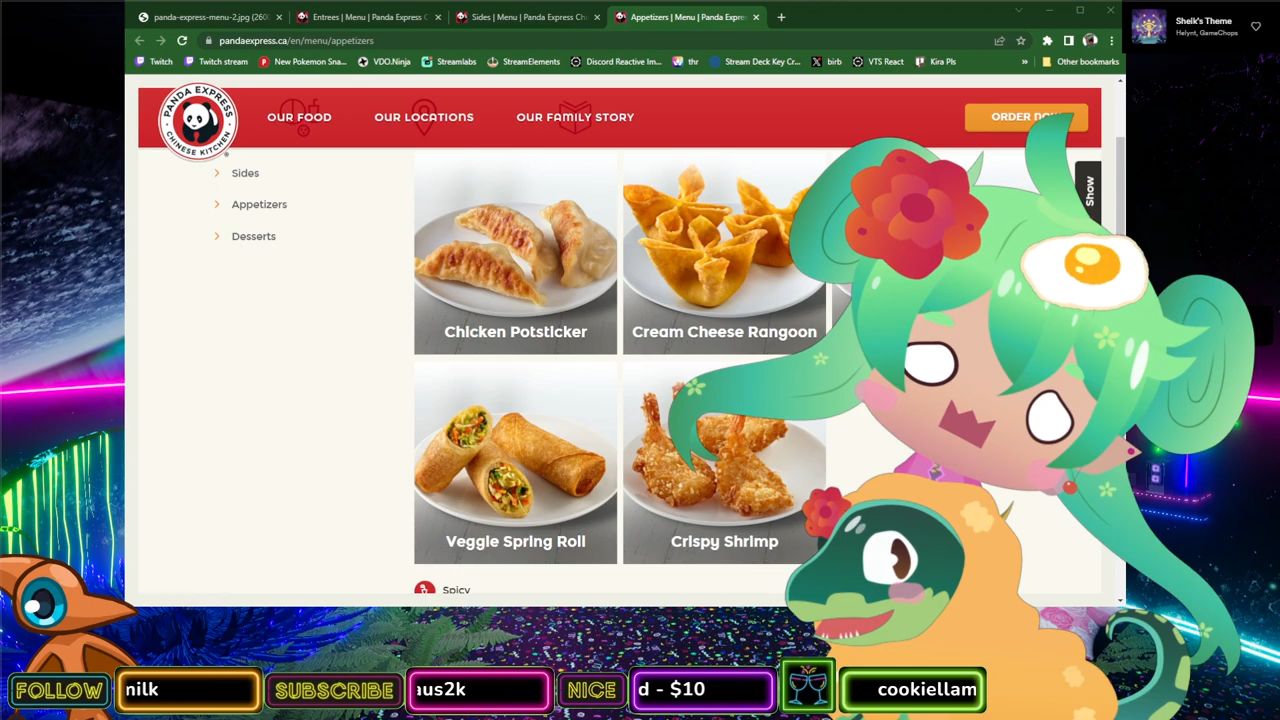 panda-express-menu-2.jpg (260
Entrees | Menu | Panda Express C
Sides | Menu | Panda Express Ch
Appetizers | Menu | Panda Expre
pandaexpress.ca/en/menu/appetizers
Twitch
Twitch stream
New Pokemon Sna...
VDO.Ninja
Streamlabs
StreamElements
Discord Reactive Im...
thr
Stream Deck Key Cr...
birb
VTS React
Kira Pls
Other bookmarks
Sheik's Theme
Helynt, GameChops
PANDA EXPRESS
CHINESE KITCHEN
OUR FOOD
OUR LOCATIONS
OUR FAMILY STORY
ORDER NOW
Sides
Appetizers
Desserts
Show
Chicken Potsticker
Cream Cheese Rangoon
Veggie Spring Roll
Crispy Shrimp
Spicy
FOLLOW
nilk
SUBSCRIBE
aus2k
NICE
d - $10
cookiellam